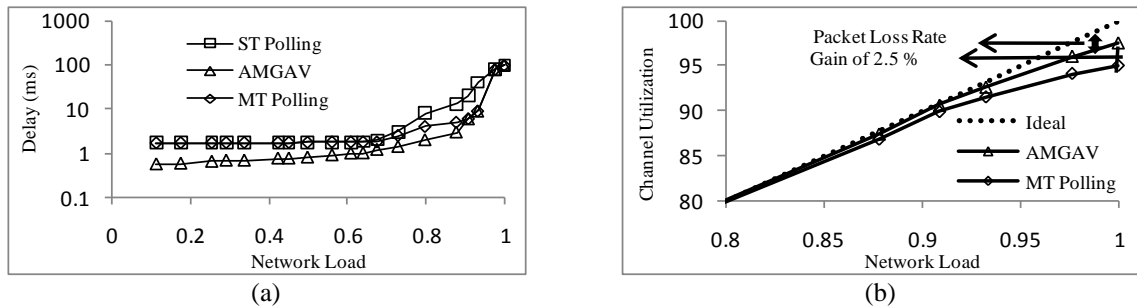 1000
100
10
1
0.1
Delay (ms)
ST Polling
AMGAV
MT Polling
0 0.2 0.4 0.6 0.8 1
Network Load
(a)
100
95
90
85
80
Channel Utilization
Packet Loss Rate
Gain of 2.5 %
Ideal
AMGAV
MT Polling
0.8 0.85 0.9 0.95 1
Network Load
(b)